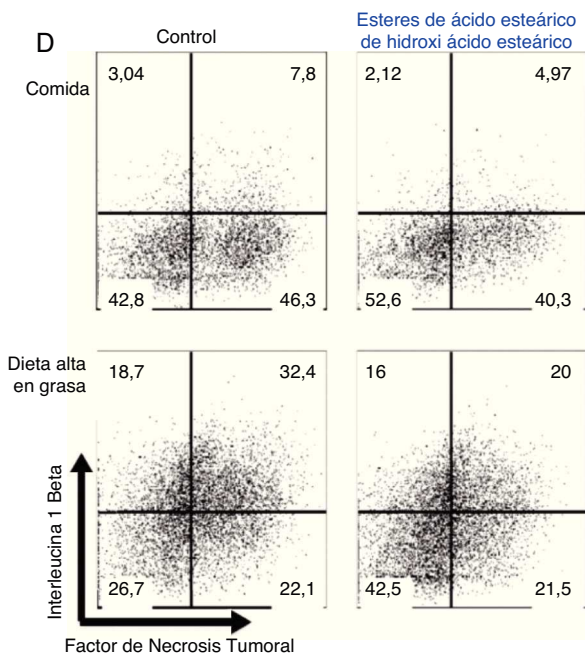 D
Control
Esteres de ácido esteárico
de hidroxi ácido esteárico
Comida
3,04
7,8
2,12
4,97
42,8
46,3
52,6
40,3
Dieta alta
en grasa
18,7
32,4
16
20
26,7
22,1
42,5
21,5
Interleucina 1 Beta
Factor de Necrosis Tumoral